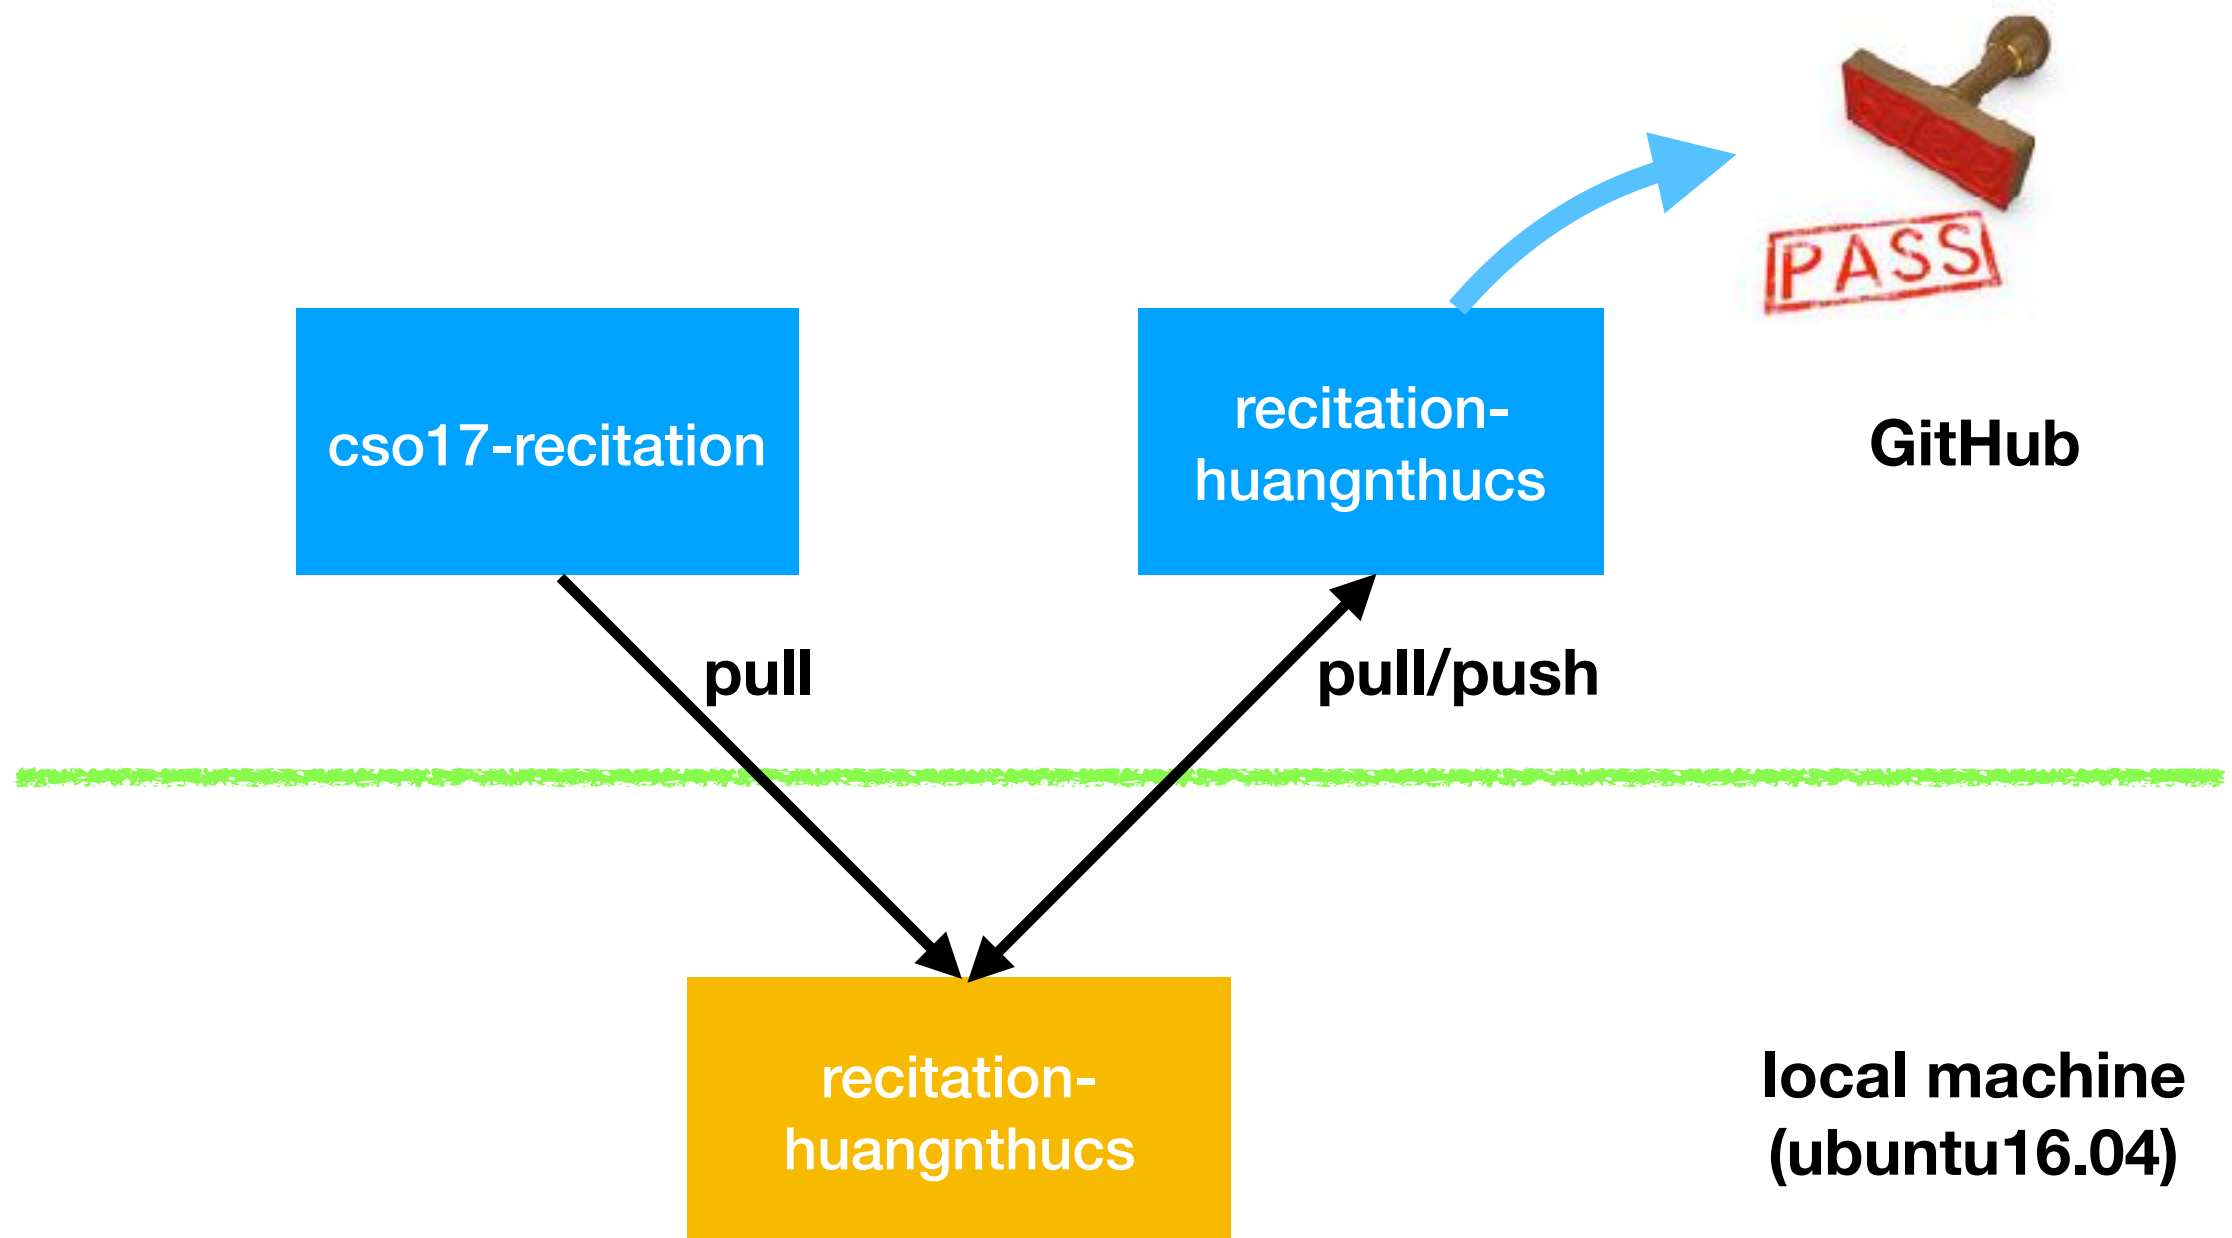 PASS
cso17-recitation
recitation-
huangnthucs
GitHub
pull
pull/push
recitation-
huangnthucs
local machine
(ubuntu16.04)